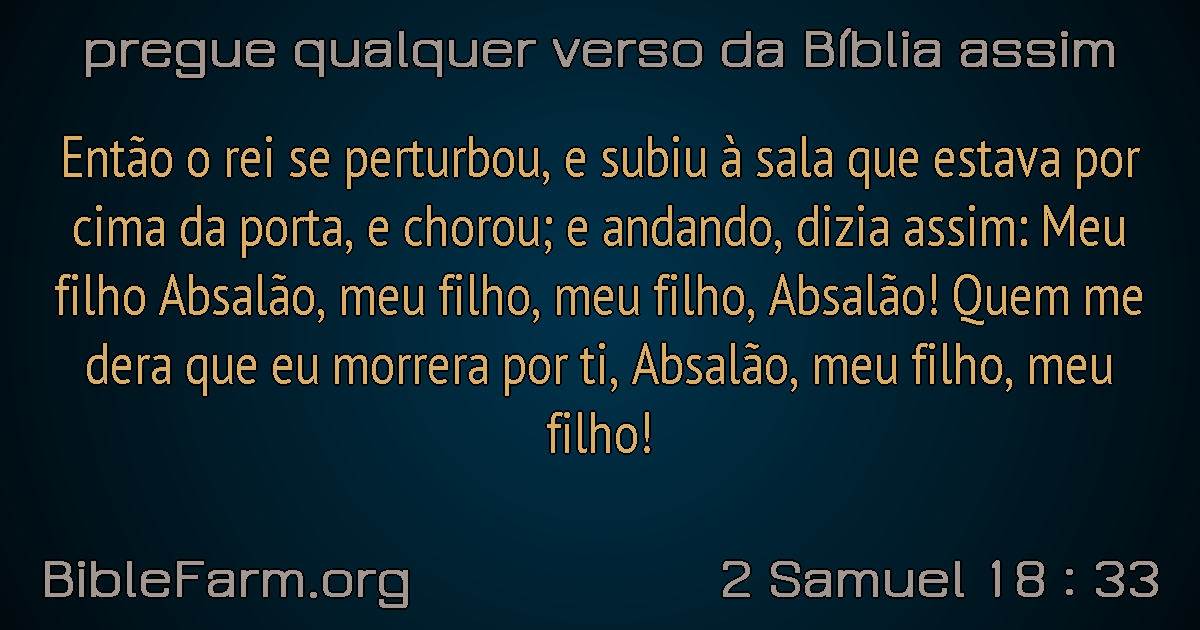 pregue qualquer verso da Bíblia assim
Então o rei se perturbou, e subiu à sala que estava por
cima da porta, e chorou; e andando, dizia assim: Meu
filho Absalão, meu filho, meu filho, Absalão! Quem me
dera que eu morrera por ti, Absalão, meu filho, meu
filho!
BibleFarm.org
2 Samuel 18 : 33